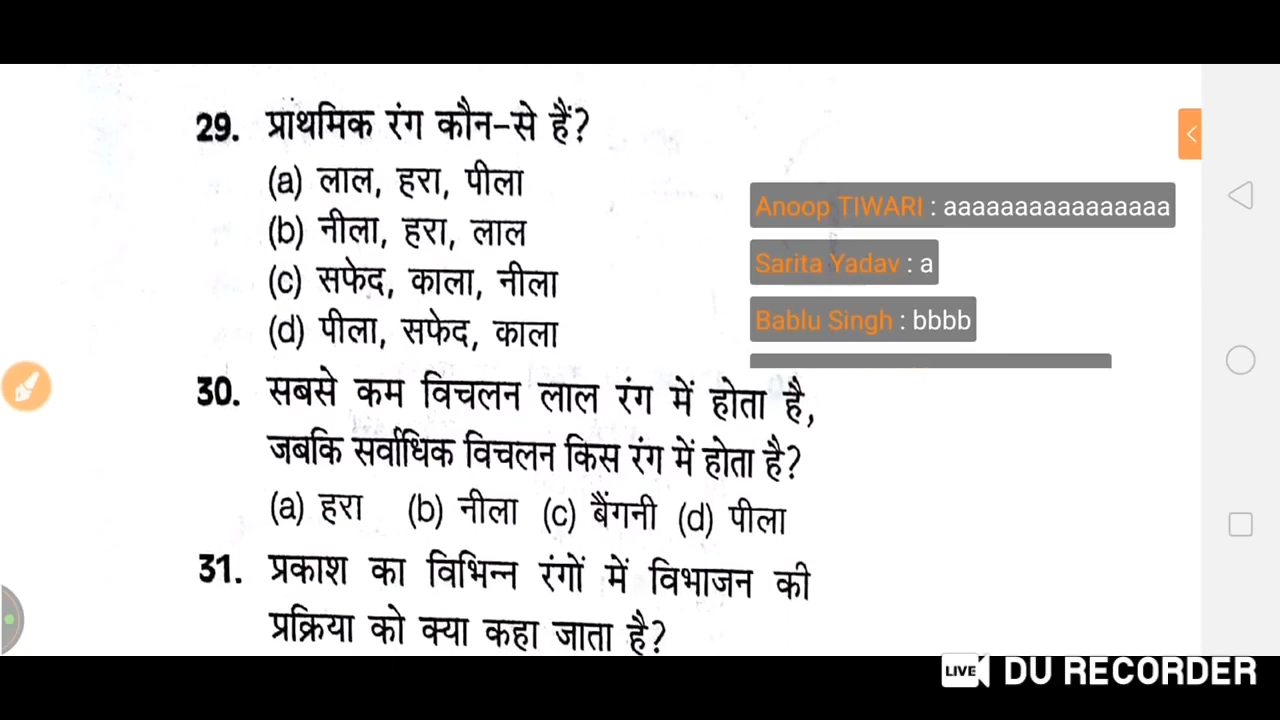 29. प्राथमिक रंग कौन-से हैं?
(a) लाल, हरा, पीला
(b) नीला, हरा, लाल
(c) सफेद, काला, नीला
(d) पीला, सफेद, काला
30. सबसे कम विचलन लाल रंग में होता है,
जबकि सर्वाधिक विचलन किस रंग में होता है?
(a) हरा (b) नीला (c) बैंगनी (d) पीला
31. प्रकाश का विभिन्न रंगों में विभाजन की
प्रक्रिया को क्या कहा जाता है?
Anoop TIWARI : aaaaaaaaaaaaaaaa
Sarita Yadav : a
Bablu Singh : bbbb
LIVE DU RECORDER